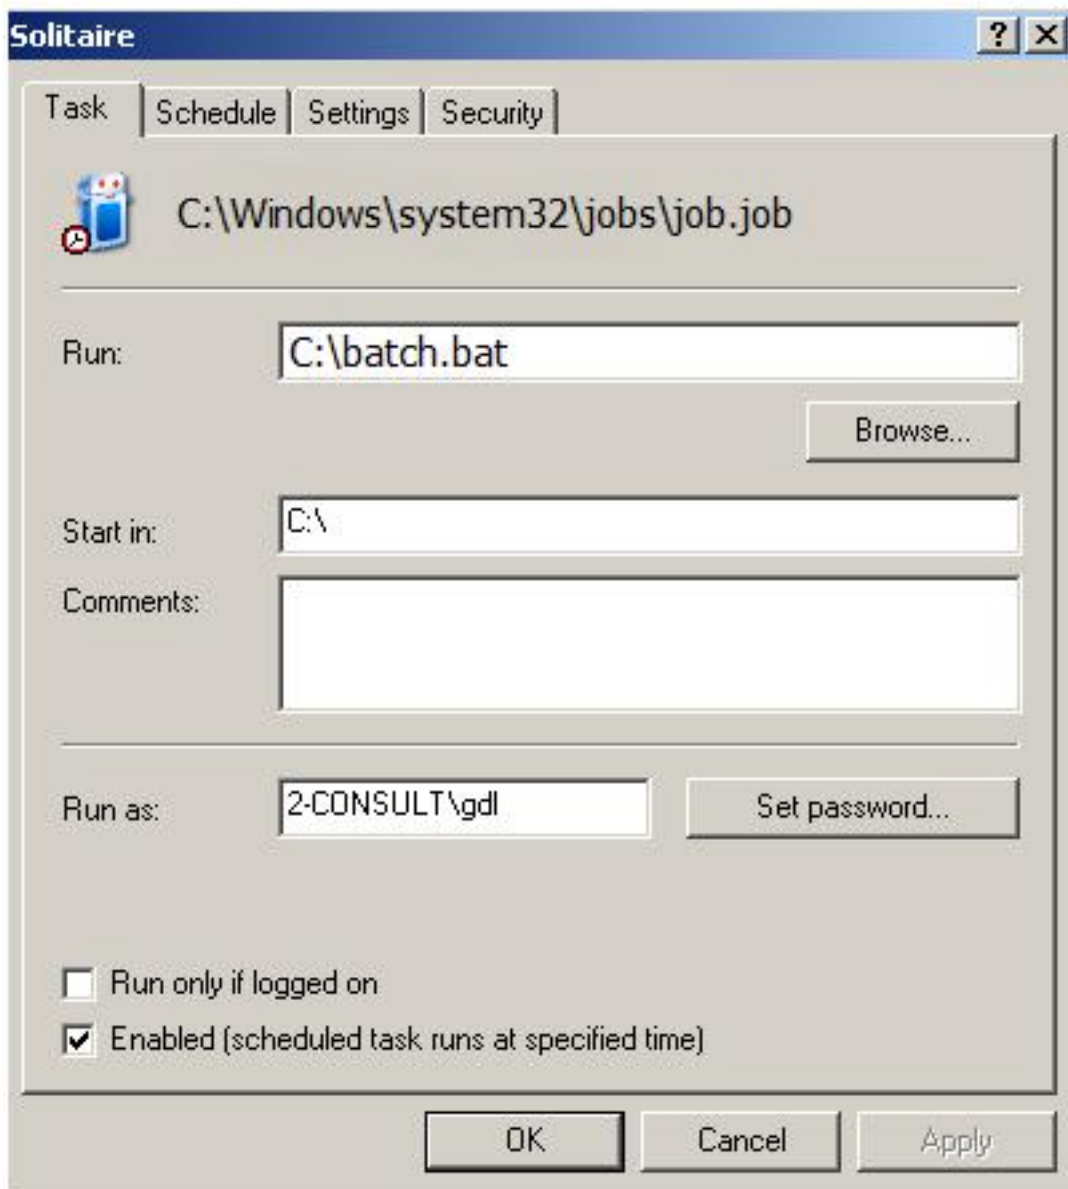 Solitaire
Task Schedule Settings Security
C:\Windows\system32\jobs\job.job
Run: C:\batch.bat
Browse...
Start in: C:\
Comments:
Run as: 2-CONSULT\gdl Set password...
Run only if logged on
Enabled (scheduled task runs at specified time)
OK Cancel Apply